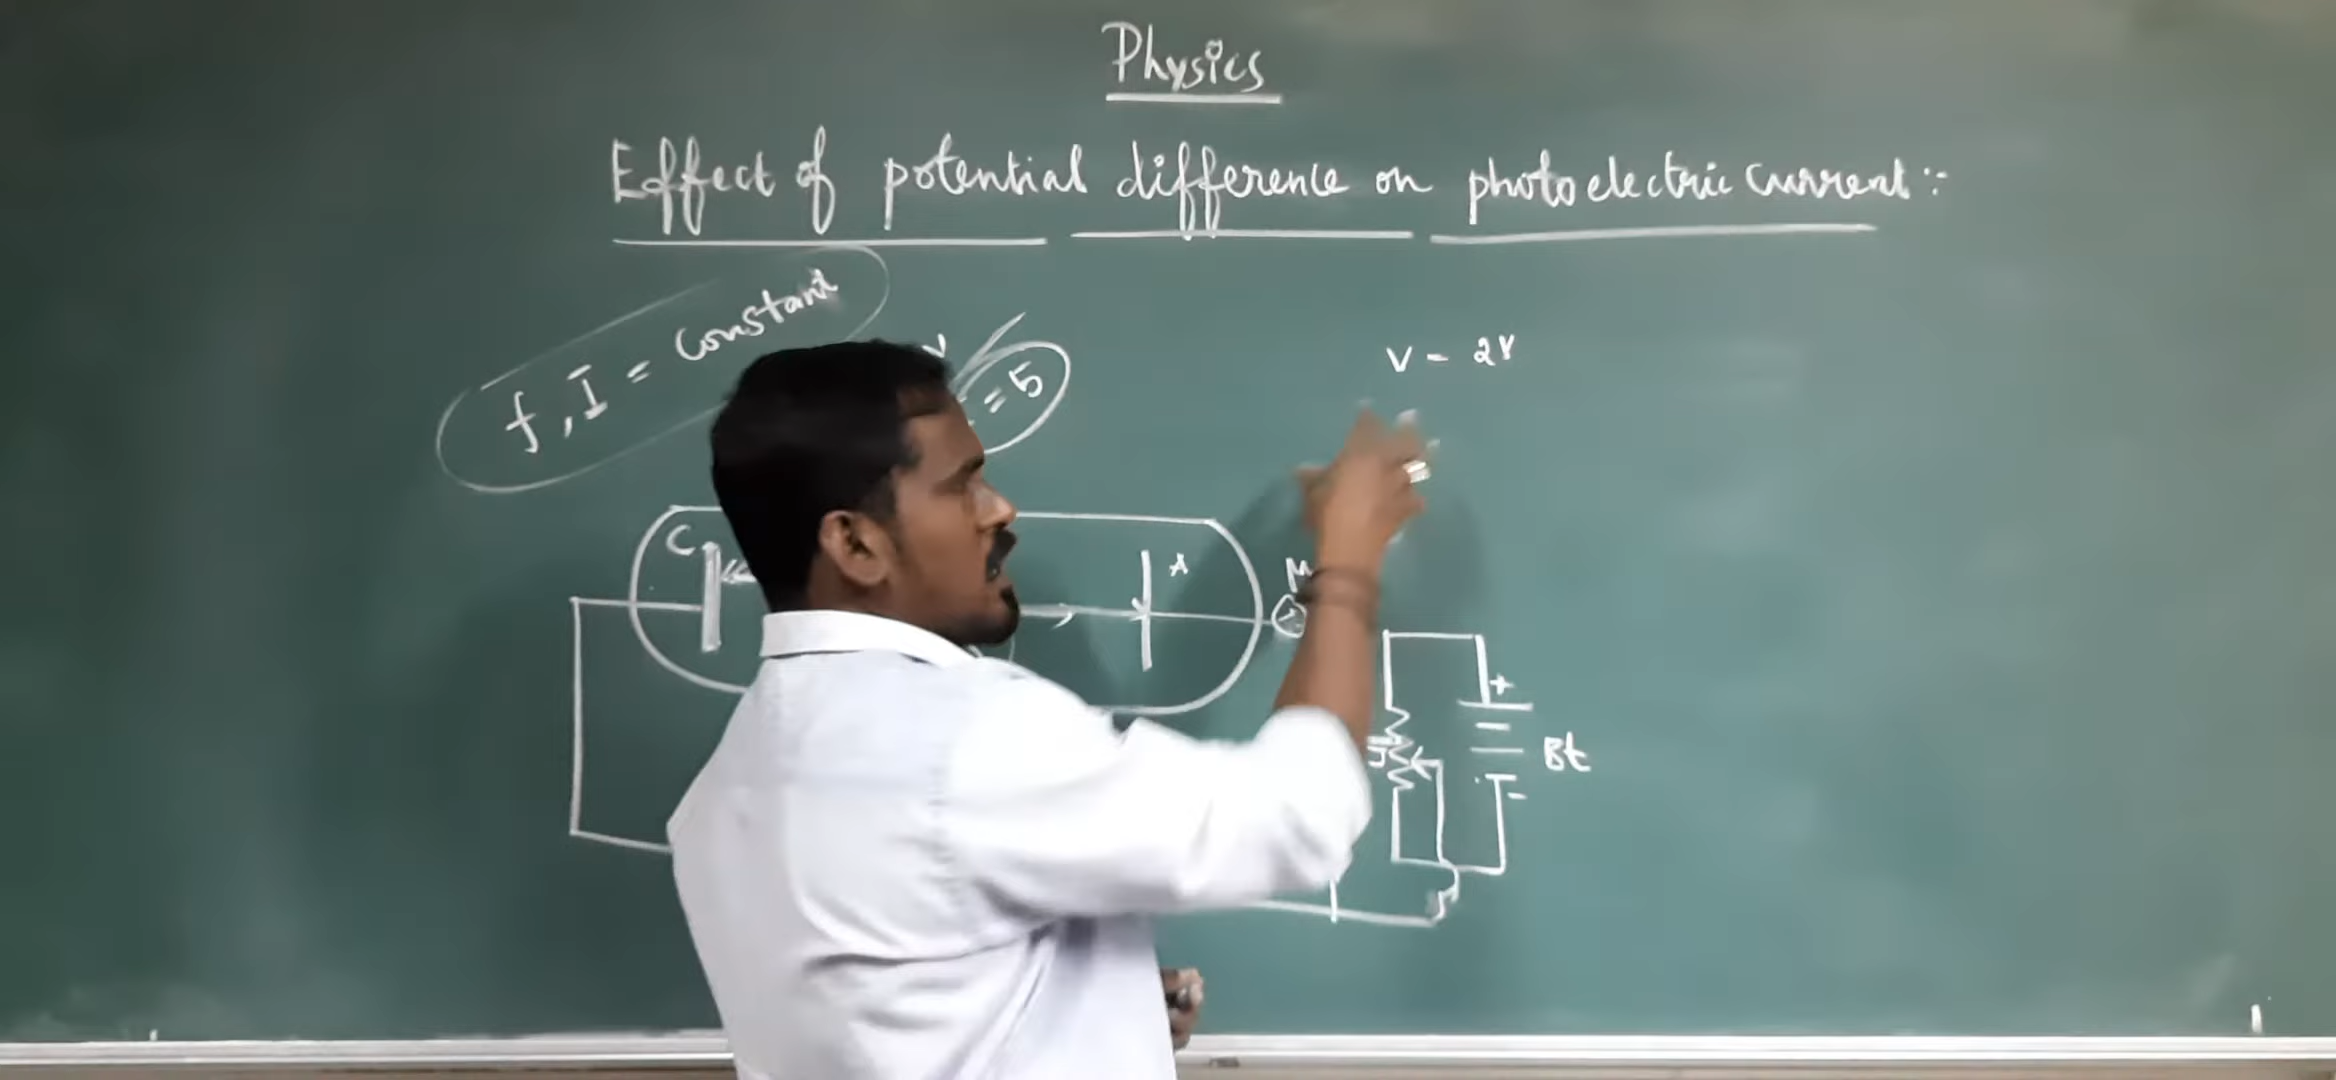 Physics
Effect of potential difference on photoelectric current :-
f, I = Constant
V
= 5
V - 2V
C
A
M
+
Bt
-